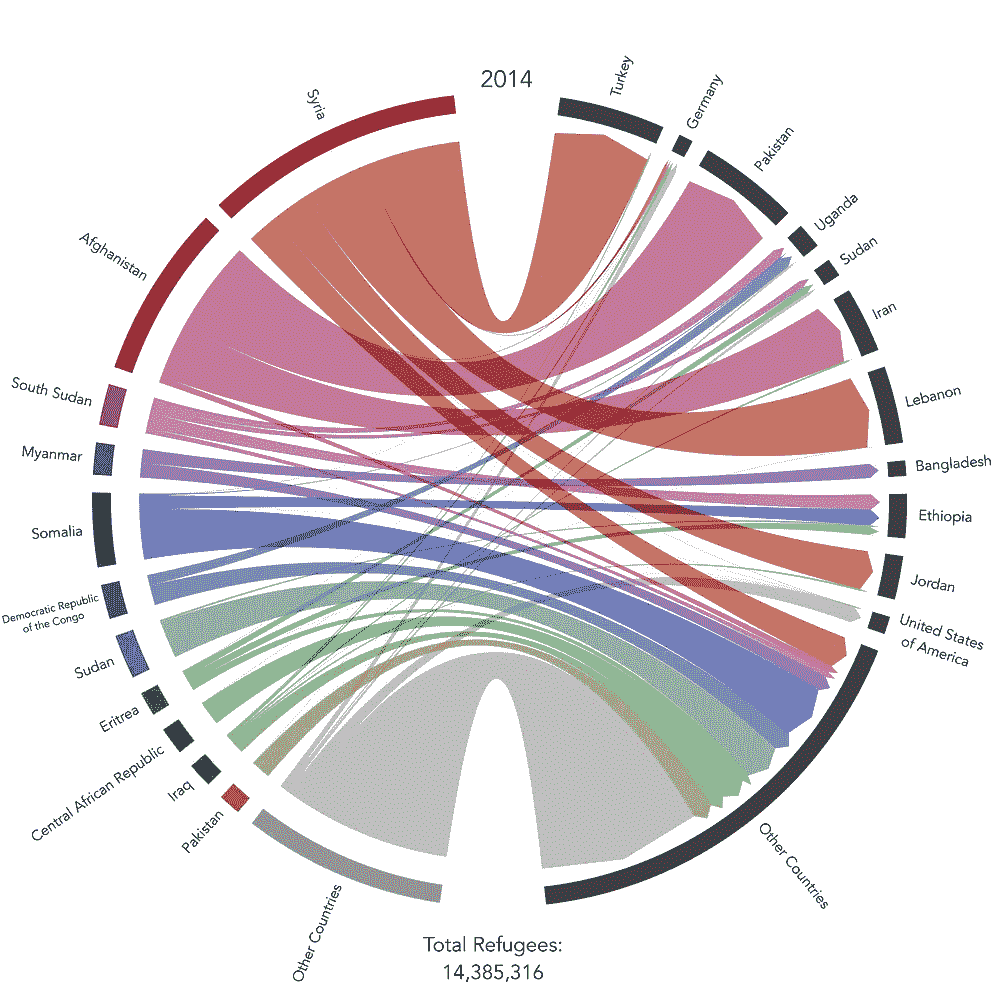 2014
Syria
Afghanistan
South Sudan
Myanmar
Somalia
Democratic Republic
of the Congo
Sudan
Eritrea
Central African Republic
Iraq
Pakistan
Other Countries
Turkey
Germany
Pakistan
Uganda
Sudan
Iran
Lebanon
Bangladesh
Ethiopia
Jordan
United States
of America
Other Countries
Total Refugees:
14,385,316